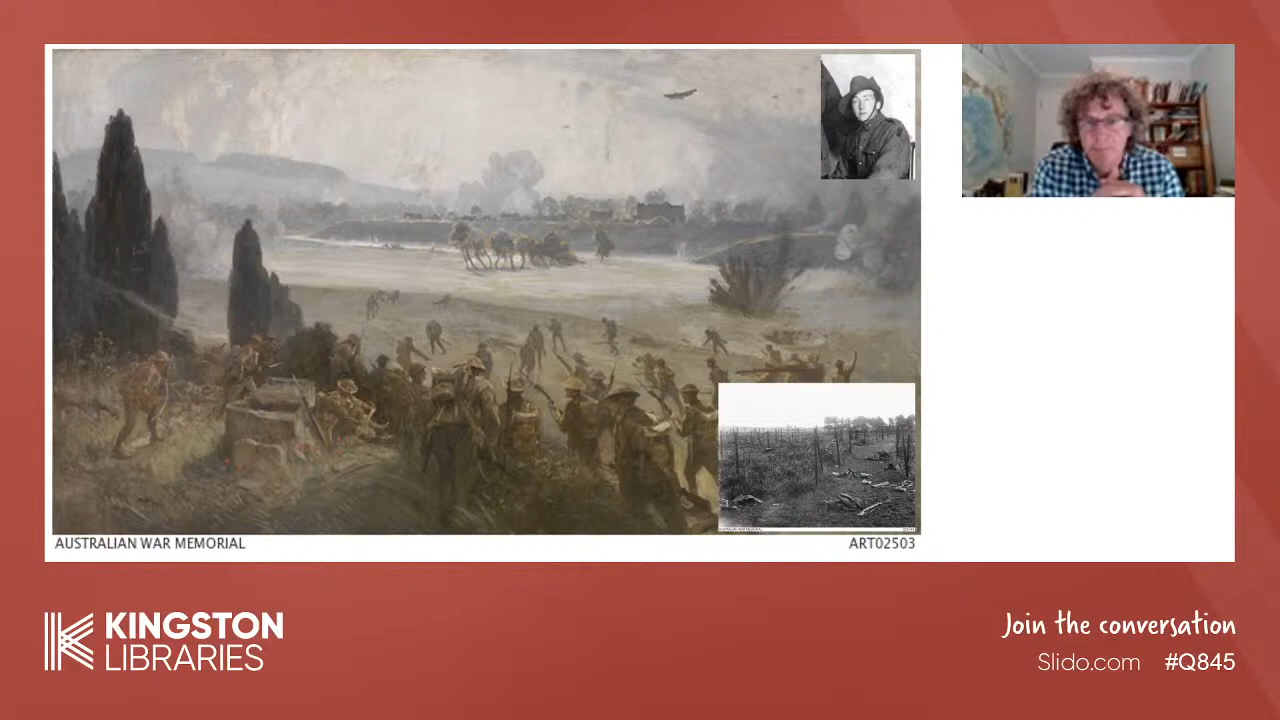 AUSTRALIAN WAR MEMORIAL
ART02503
KINGSTON
LIBRARIES
Join the conversation
Slido.com #Q845